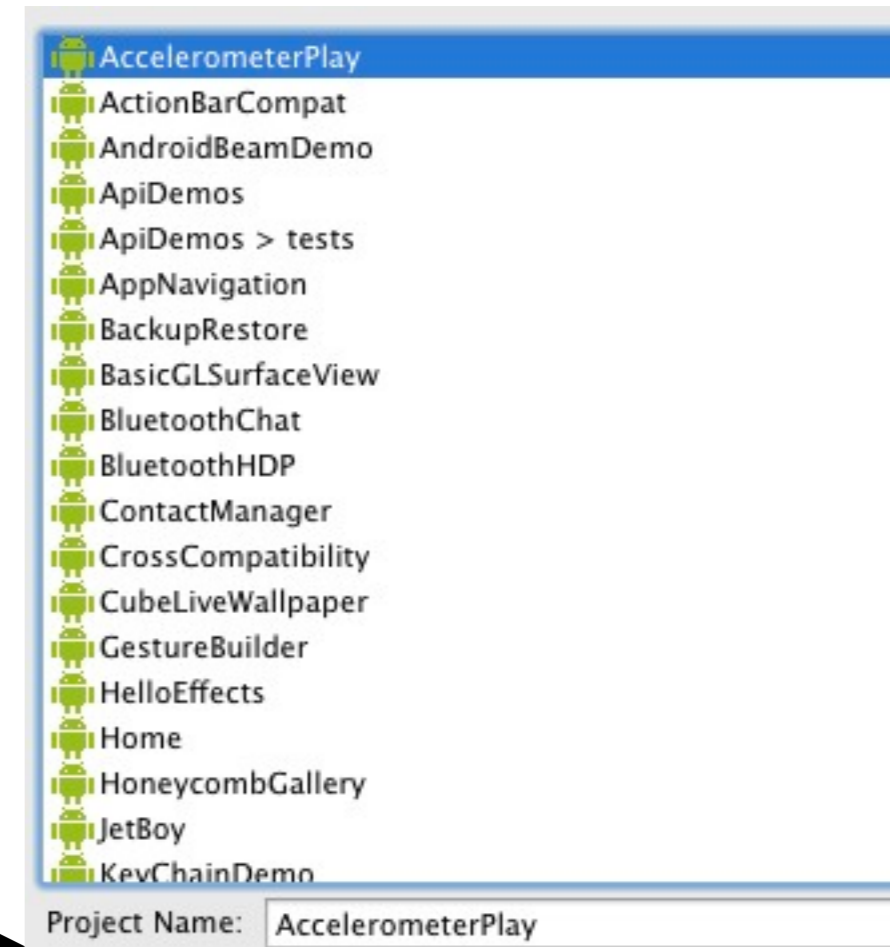 AccelerometerPlay
ActionBarCompat
AndroidBeamDemo
ApiDemos
ApiDemos > tests
AppNavigation
BackupRestore
BasicGLSurfaceView
BluetoothChat
BluetoothHDP
ContactManager
CrossCompatibility
CubeLiveWallpaper
GestureBuilder
HelloEffects
Home
HoneycombGallery
JetBoy
KeyChainDemo
Project Name: AccelerometerPlay